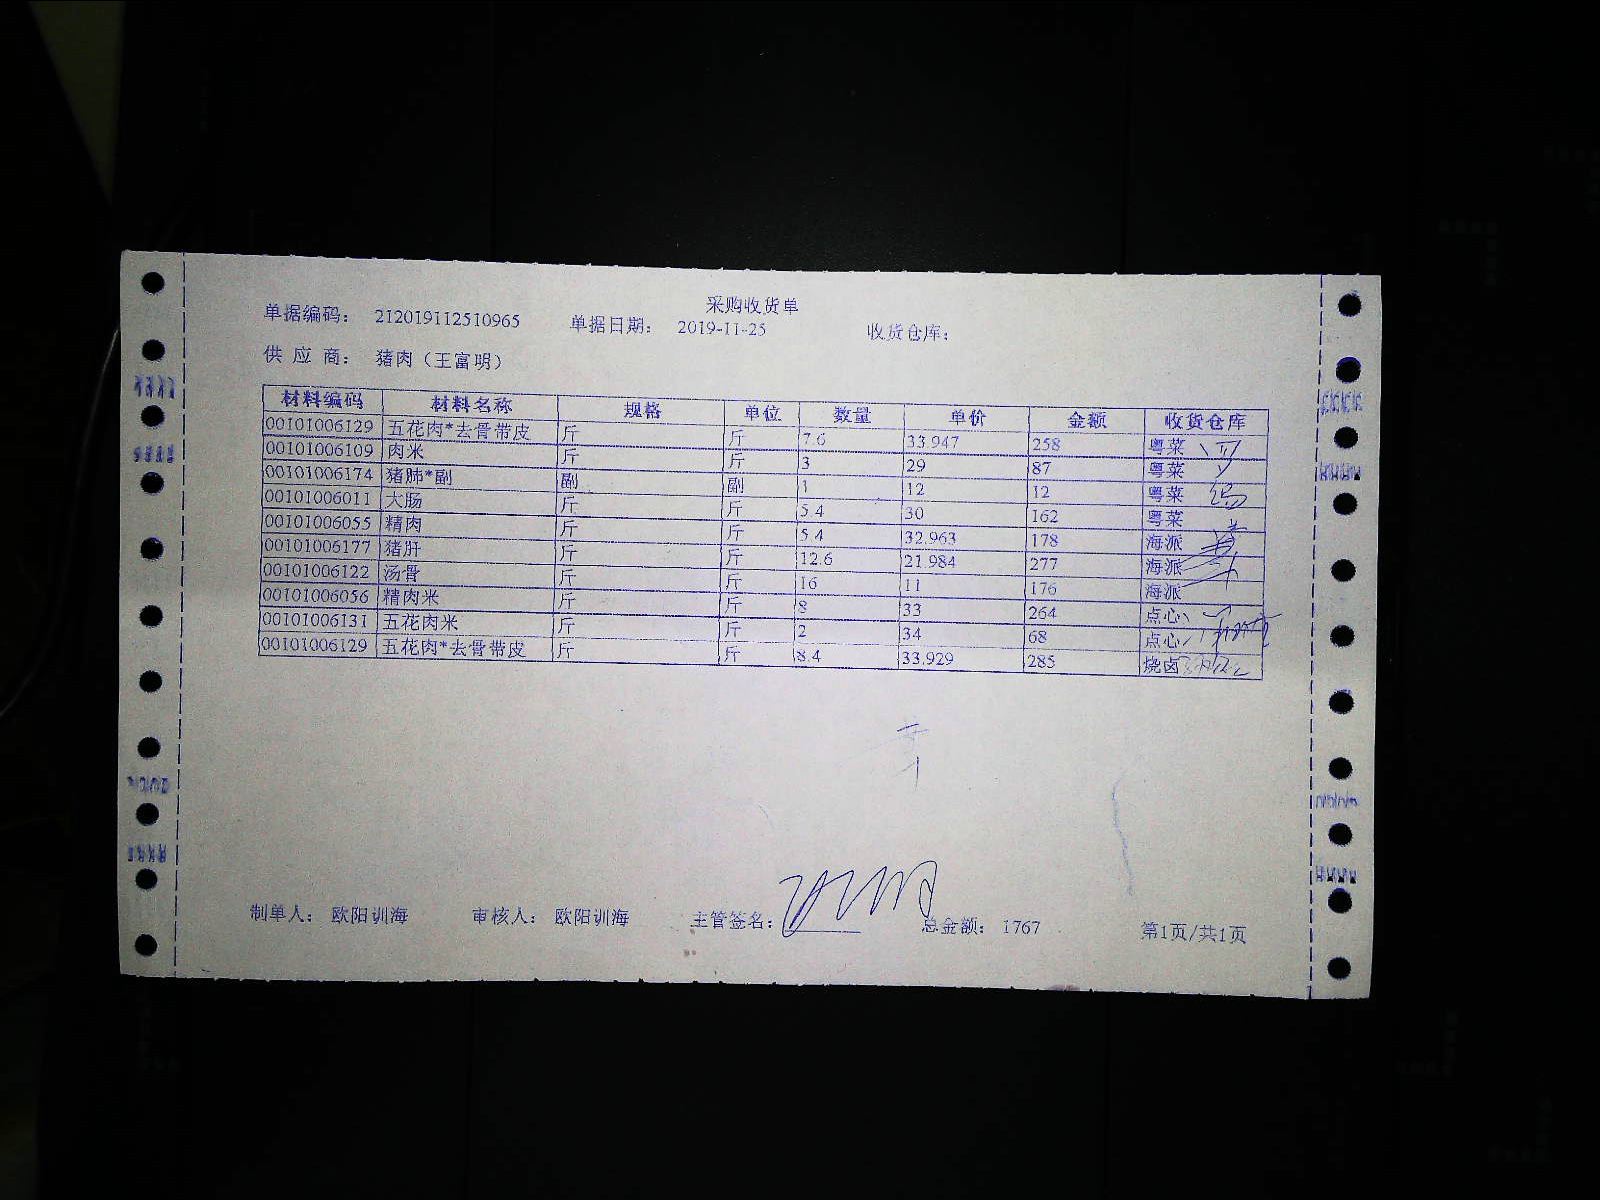 采购收货单
单据编码: 212019112510965 单据日期: 2019-11-25 收货仓库:
供 应 商: 猪肉（王富明）
材料编码 材料名称 规格 单位 数量 单价 金额 收货仓库
00101006129 五花肉*去骨带皮 斤 斤 7.6 33.947 258 粤菜
00101006109 肉米 斤 斤 3 29 87 粤菜
00101006174 猪肺*副 副 副 1 12 12 粤菜
00101006011 大肠 斤 斤 5.4 30 162 粤菜
00101006055 精肉 斤 斤 5.4 32.963 178 海派
00101006177 猪肝 斤 斤 12.6 21.984 277 海派
00101006122 汤骨 斤 斤 16 11 176 海派
00101006056 精肉米 斤 斤 8 33 264 点心
00101006131 五花肉米 斤 斤 2 34 68 点心
00101006129 五花肉*去骨带皮 斤 斤 8.4 33.929 285 烧卤
制单人: 欧阳训海 审核人: 欧阳训海 主管签名: 总金额: 1767 第1页/共1页